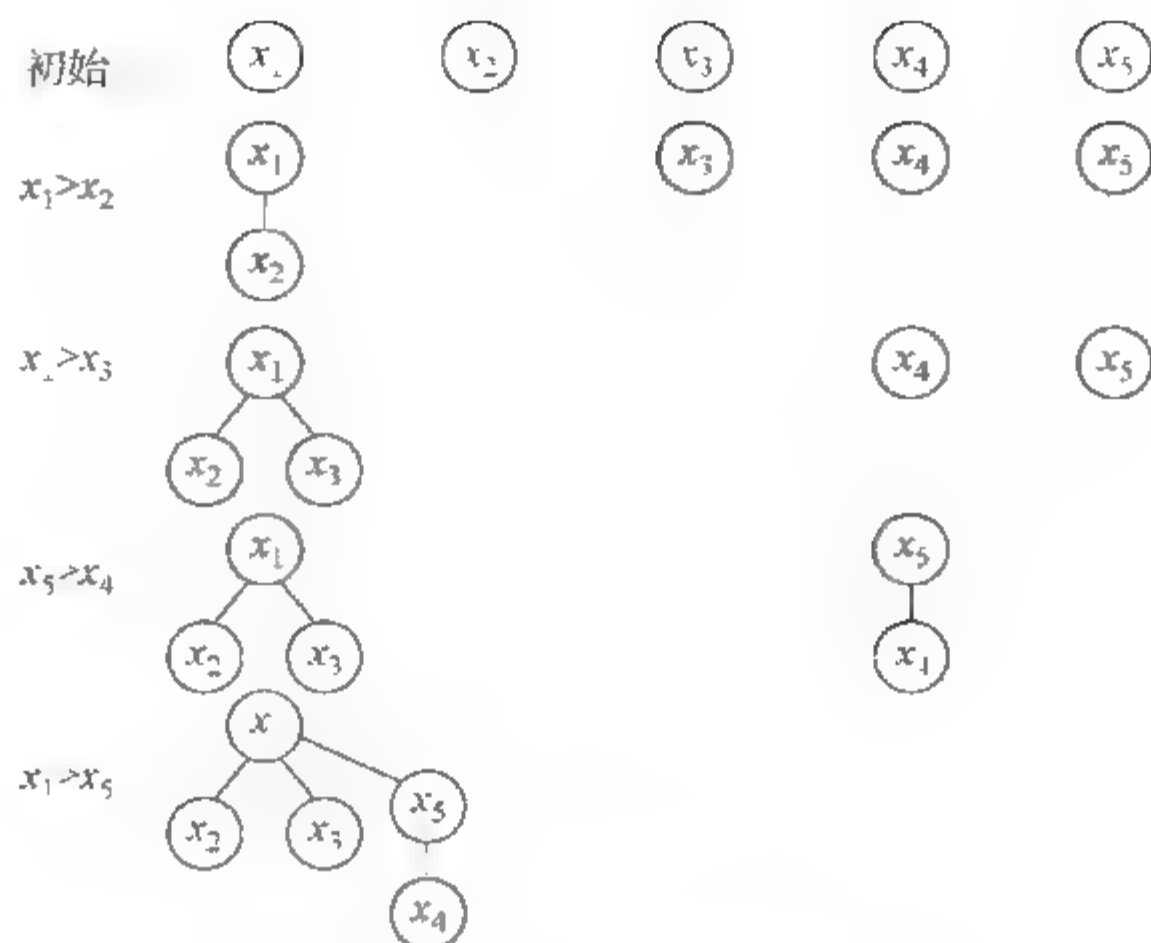 初始 x x₂ x₃ x₄ x₅
x₁>x₂ x₁ x₃ x₄ x₅
x₂
x₁>x₃ x₁ x₄ x₅
x₂ x₃
x₅>x₄ x₁ x₅
x₂ x₃ x₄
x₁>x₅ x x₅
x₂ x₃
x₄